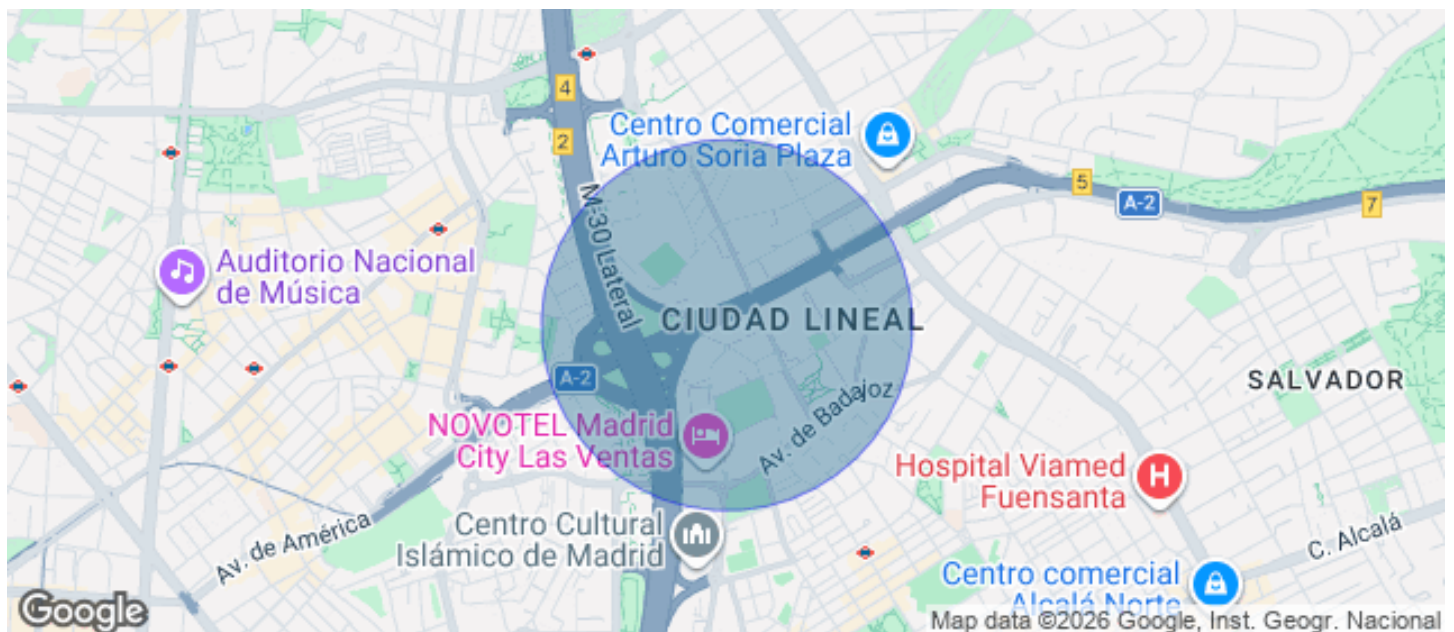 4
Centro Comercial
Arturo Soria Plaza
2
5
A-2
7
M-30 Lateral
Auditorio Nacional
de Música
CIUDAD LINEAL
A-2
SALVADOR
NOVOTEL Madrid
City Las Ventas
Av. de Badajoz
Hospital Viamed
Fuensanta
Av. de América
Centro Cultural
Islámico de Madrid
C. Alcalá
Centro comercial
Alcalá Norte
Google
Map data ©2026 Google, Inst. Geogr. Nacional